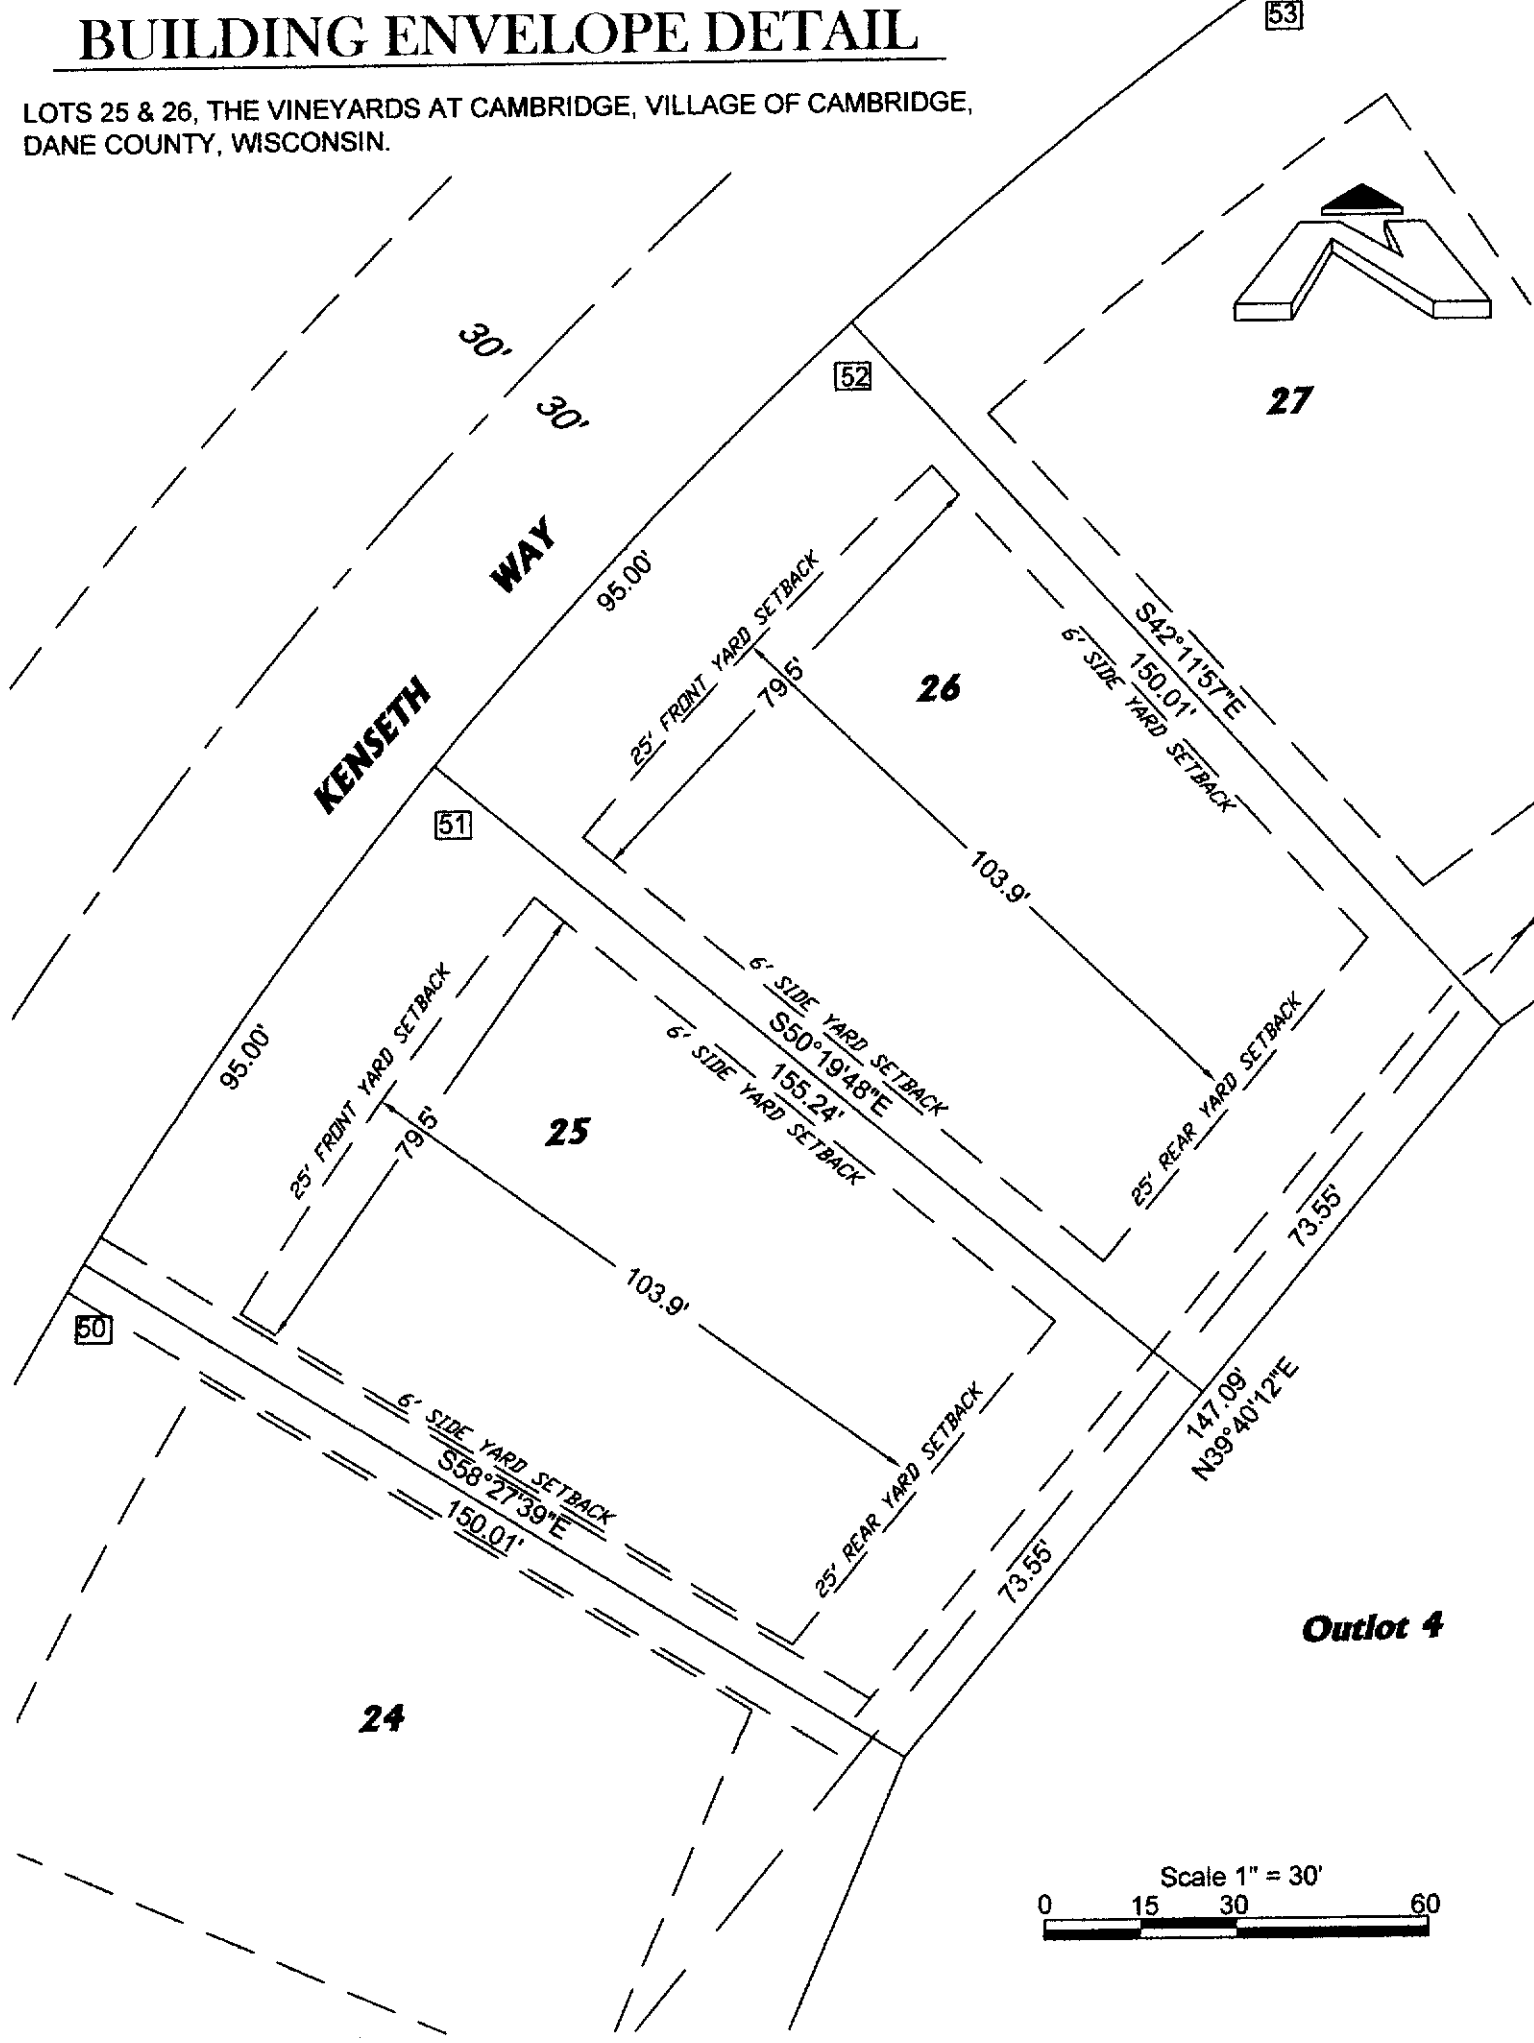 BUILDING ENVELOPE DETAIL
LOTS 25 & 26, THE VINEYARDS AT CAMBRIDGE, VILLAGE OF CAMBRIDGE,
DANE COUNTY, WISCONSIN.
53
30'
30'
52
27
KENSETH WAY
95.00'
25' FRONT YARD SETBACK
79.5'
26
S42°11'57"E
150.01'
6' SIDE YARD SETBACK
103.9'
51
6' SIDE YARD SETBACK
S50°19'48"E
155.24'
6' SIDE YARD SETBACK
25' REAR YARD SETBACK
73.55'
95.00'
25' FRONT YARD SETBACK
79.5'
25
103.9'
50
6' SIDE YARD SETBACK
S58°27'39"E
150.01'
25' REAR YARD SETBACK
73.55'
147.09'
N39°40'12"E
Outlot 4
24
Scale 1" = 30'
0 15 30 60